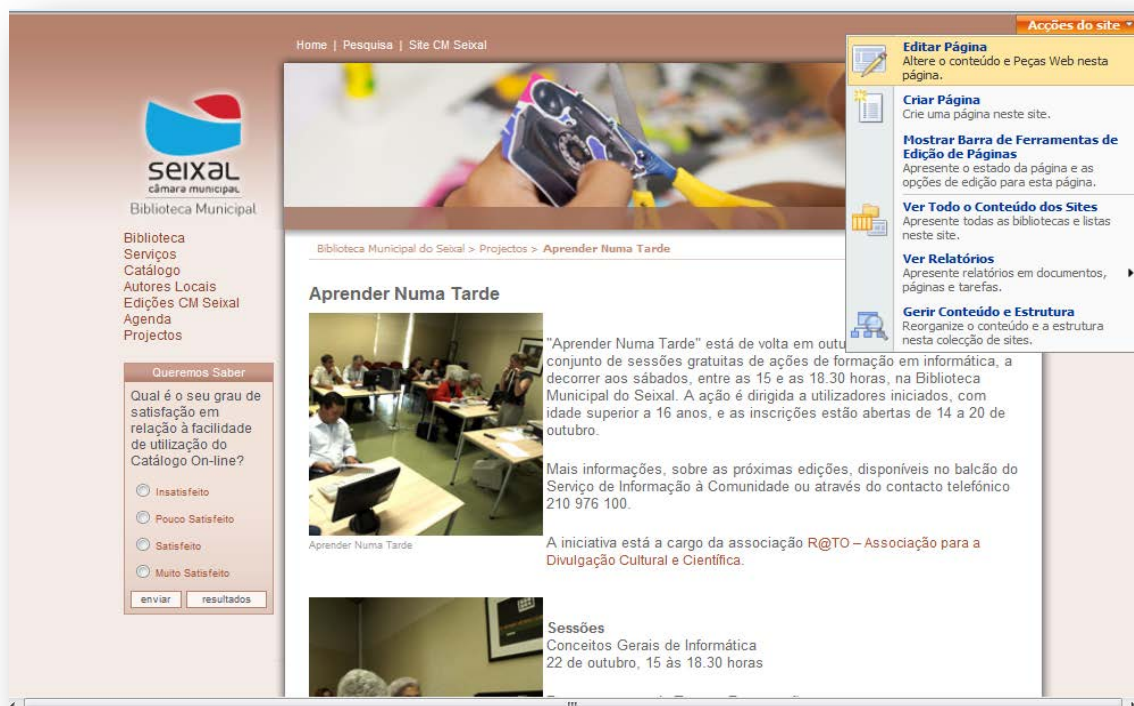 Acções do site
Home | Pesquisa | Site CM Seixal
Editar Página
Altere o conteúdo e Peças Web nesta
página.
Criar Página
Crie uma página neste site.
Mostrar Barra de Ferramentas de
Edição de Páginas
Apresente o estado da página e as
opções de edição para esta página.
Ver Todo o Conteúdo dos Sites
Apresente todas as bibliotecas e listas
neste site.
Ver Relatórios
Apresente relatórios em documentos,
páginas e tarefas.
Gerir Conteúdo e Estrutura
Reorganize o conteúdo e a estrutura
nesta colecção de sites.
seixal
câmara municipal
Biblioteca Municipal
Biblioteca
Serviços
Catálogo
Autores Locais
Edições CM Seixal
Agenda
Projectos
Queremos Saber
Qual é o seu grau de
satisfação em
relação à facilidade
de utilização do
Catálogo On-line?
Insatisfeito
Pouco Satisfeito
Satisfeito
Muito Satisfeito
enviar
resultados
Biblioteca Municipal do Seixal > Projectos > Aprender Numa Tarde
Aprender Numa Tarde
"Aprender Numa Tarde" está de volta em
conjunto de sessões gratuitas de ações de formação em informática, a
decorrer aos sábados, entre as 15 e as 18.30 horas, na Biblioteca
Municipal do Seixal. A ação é dirigida a utilizadores iniciados, com
idade superior a 16 anos, e as inscrições estão abertas de 14 a 20 de
outubro.
Mais informações, sobre as próximas edições, disponíveis no balcão do
Serviço de Informação à Comunidade ou através do contacto telefónico
210 976 100.
Aprender Numa Tarde
A iniciativa está a cargo da associação R@TO – Associação para a
Divulgação Cultural e Científica.
Sessões
Conceitos Gerais de Informática
22 de outubro, 15 às 18.30 horas